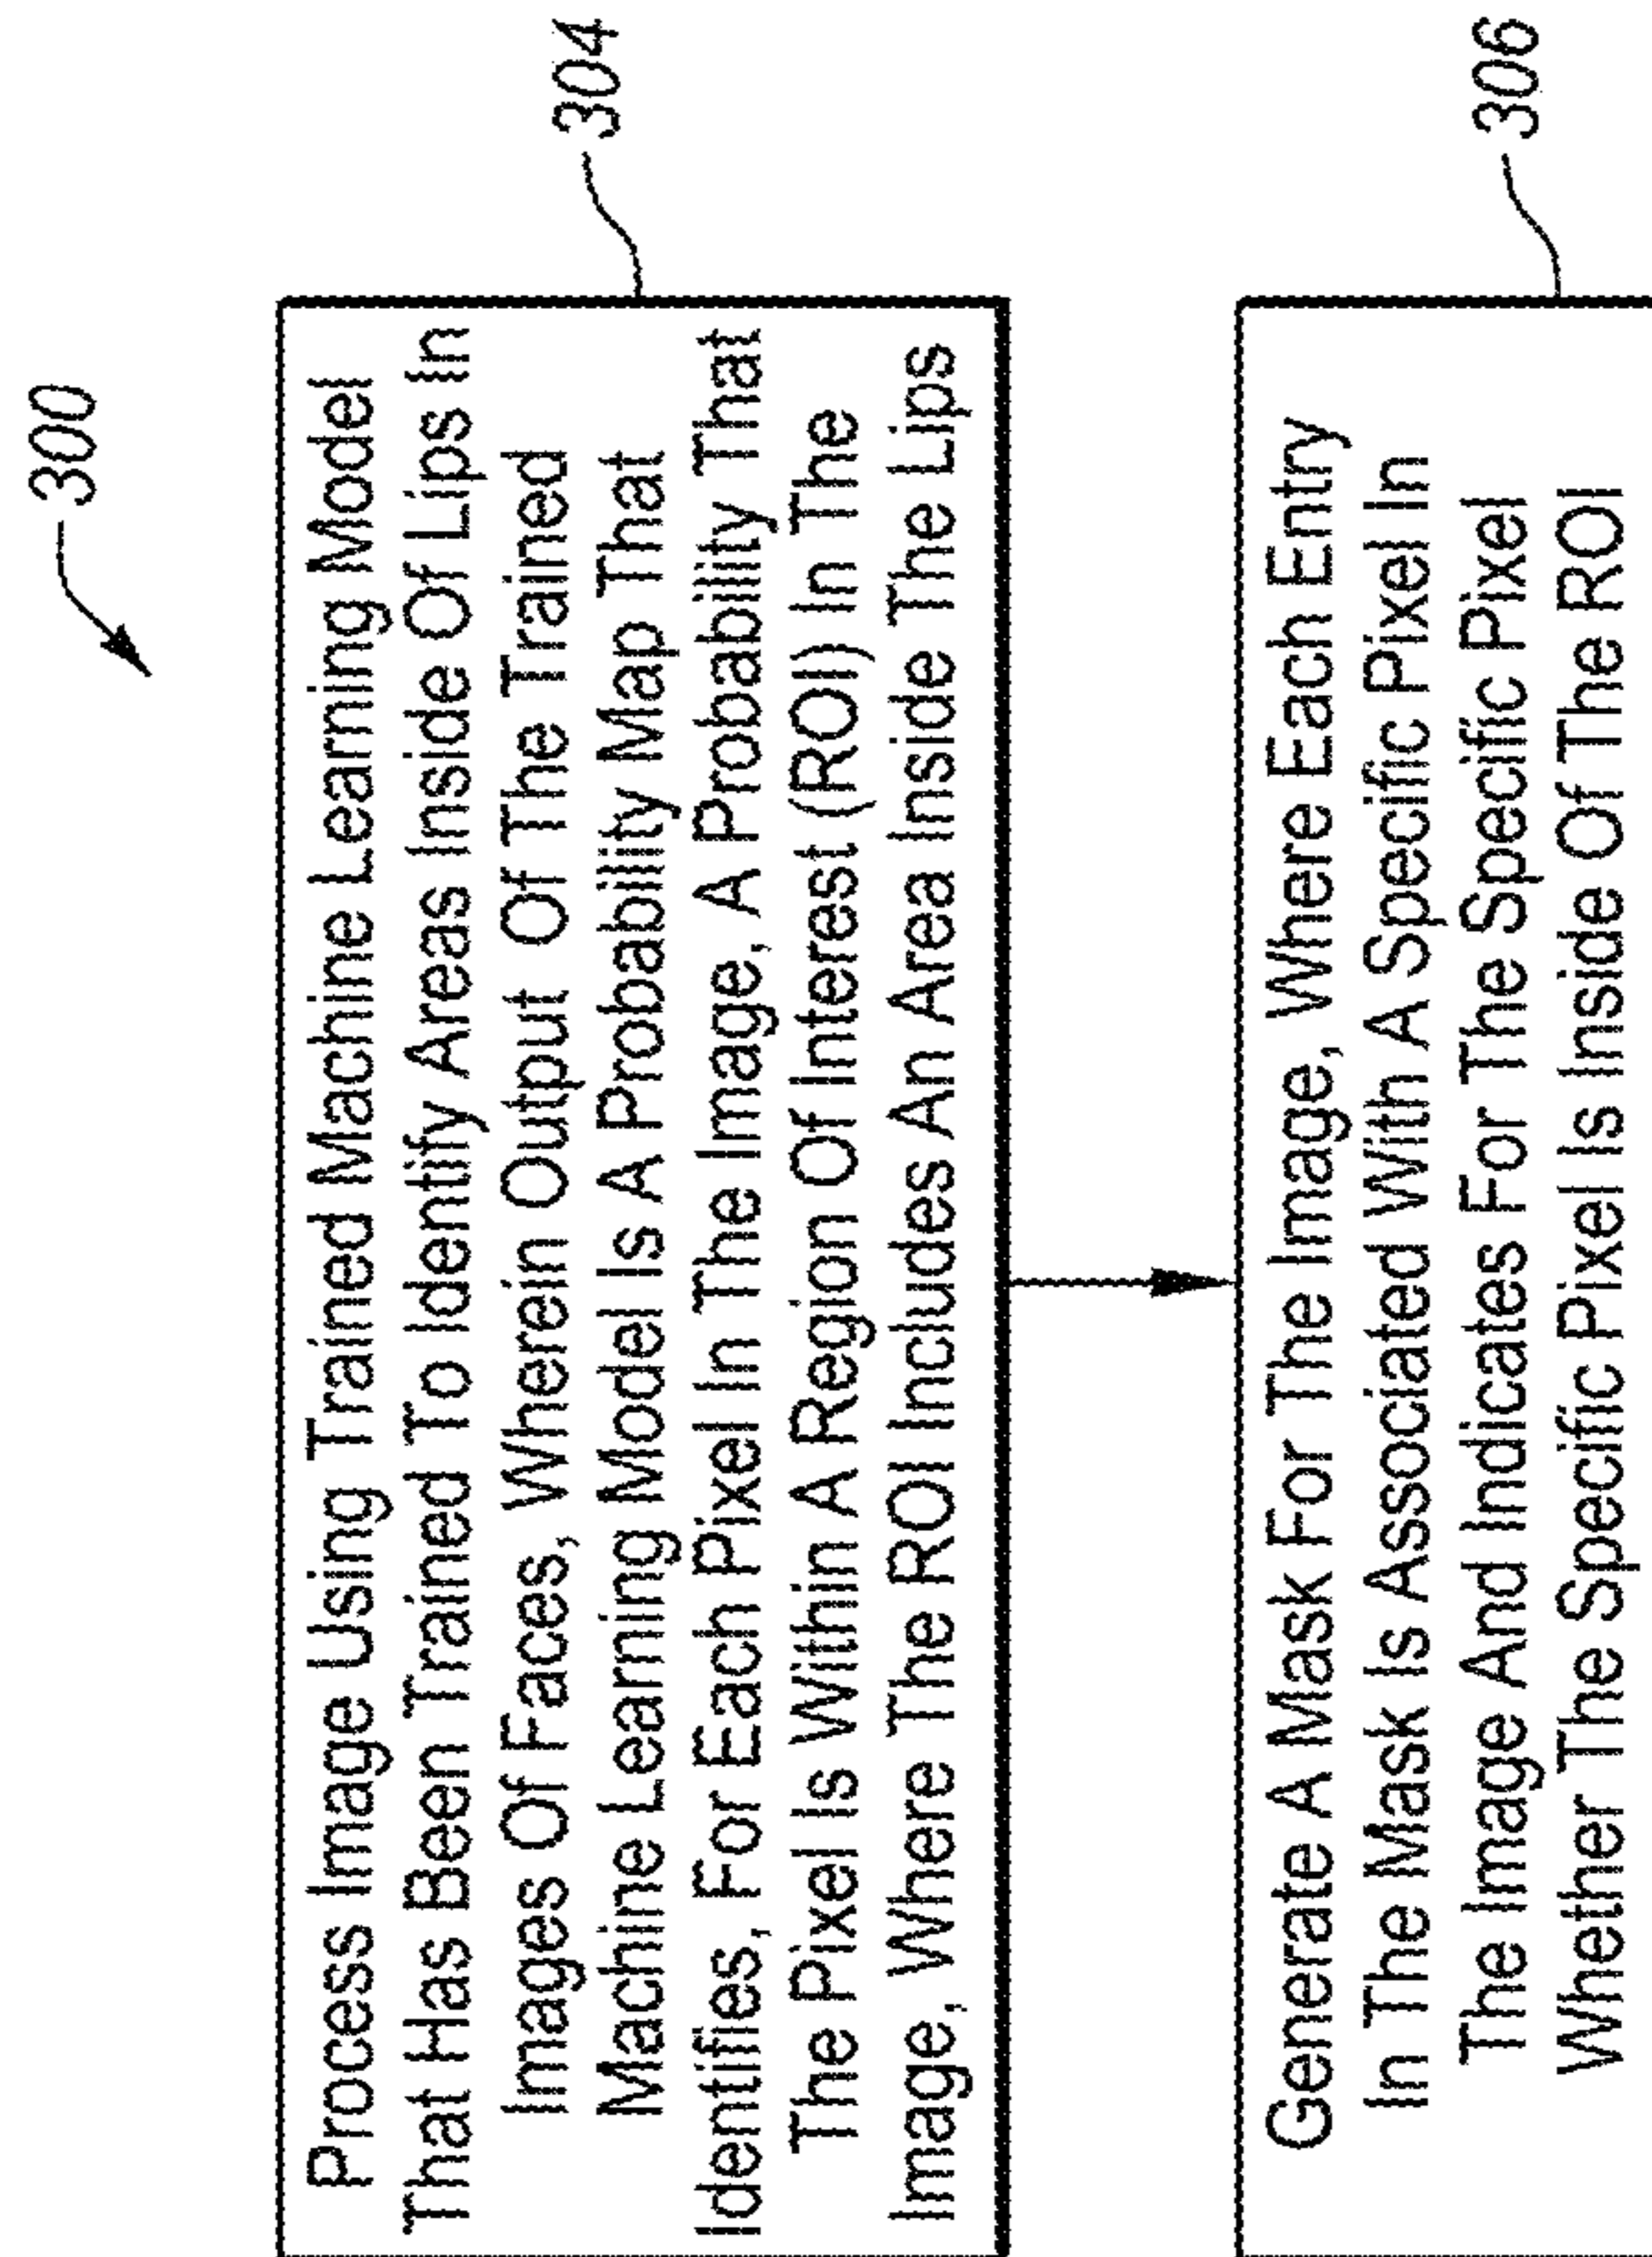 300
Process Image Using Trained Machine Learning Model
That Has Been Trained To Identify Areas Inside Of Lips In
Images Of Faces, Wherein Output Of The Trained
Machine Learning Model Is A Probability Map That
Identifies, For Each Pixel In The Image, A Probability That
The Pixel Is Within A Region Of Interest (ROI) In The
Image, Where The ROI Includes An Area Inside The Lips
304
Generate A Mask For The Image, Where Each Entry
In The Mask Is Associated With A Specific Pixel In
The Image And Indicates For The Specific Pixel
Whether The Specific Pixel Is Inside Of The ROI
306